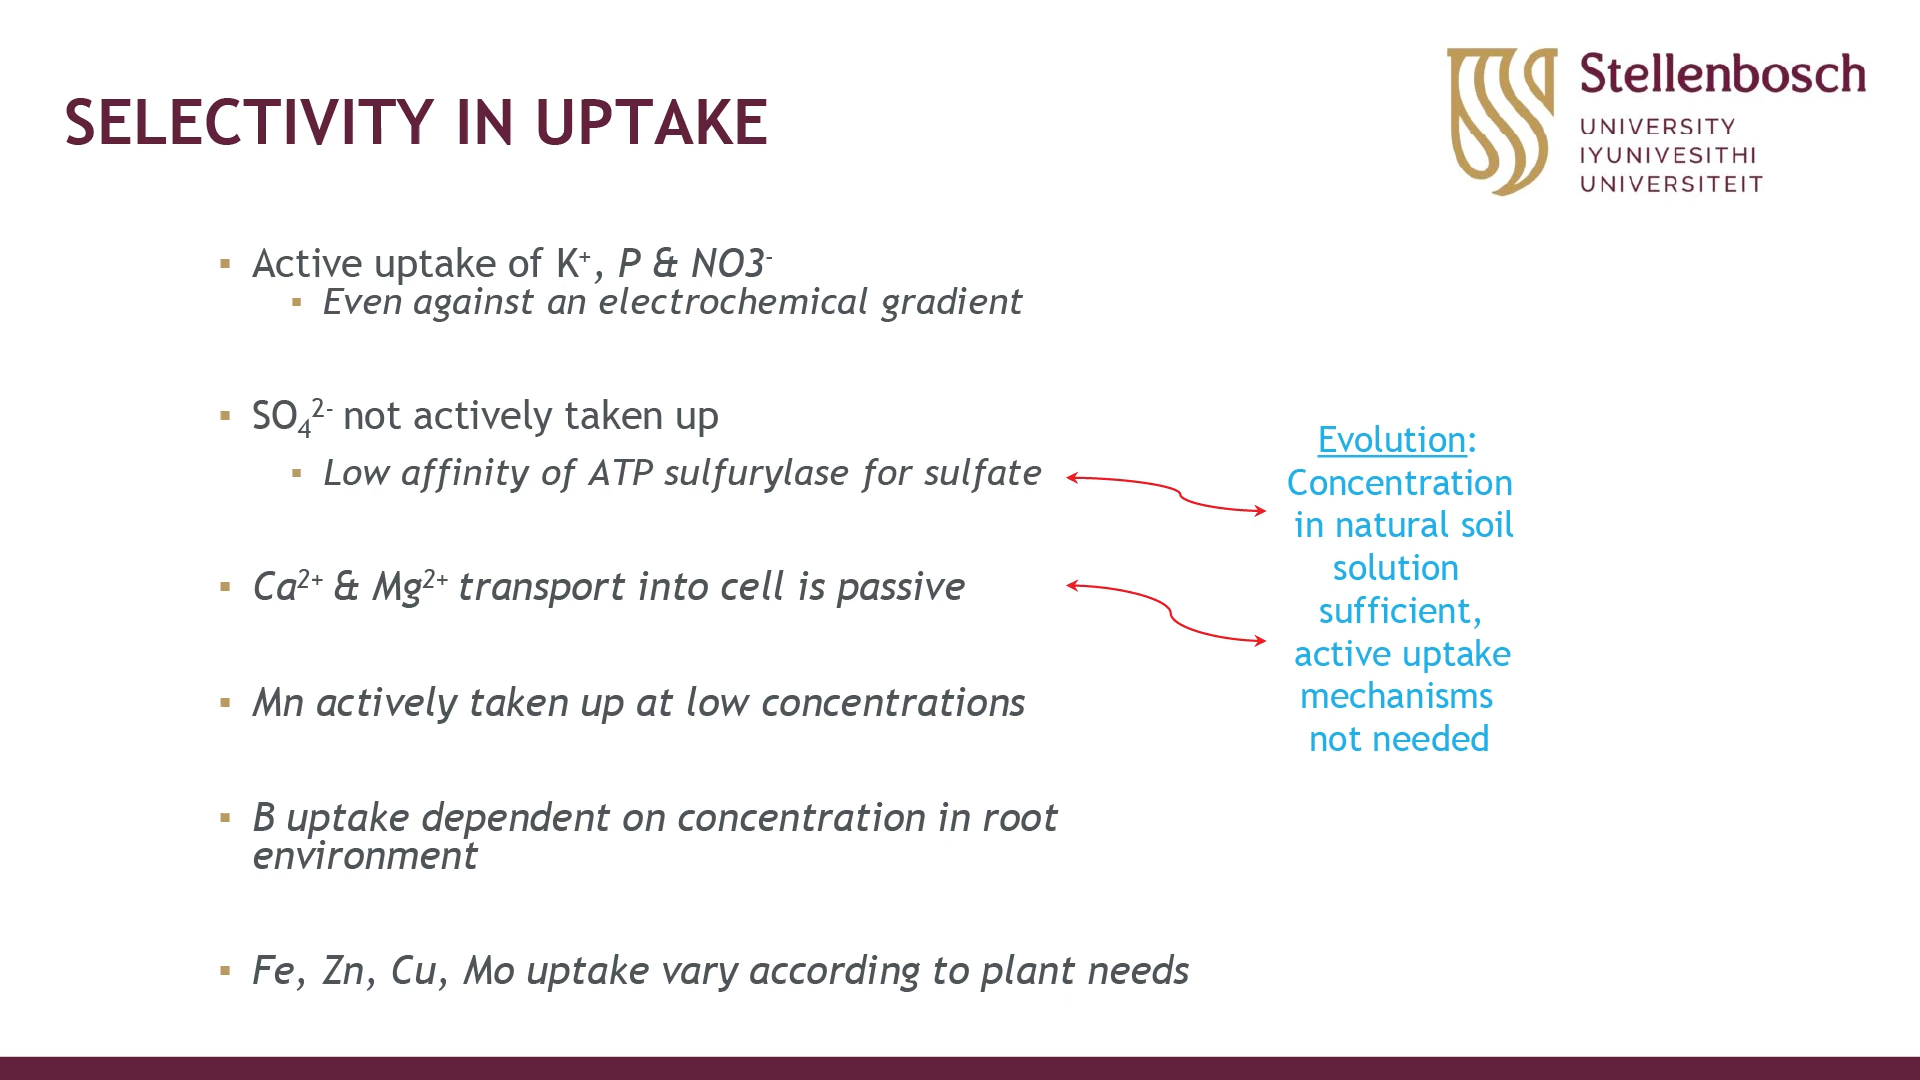 SELECTIVITY IN UPTAKE
Stellenbosch
UNIVERSITY
IYUNIVESITHI
UNIVERSITEIT
▪ Active uptake of K⁺, P & NO3⁻
▪ Even against an electrochemical gradient
▪ SO₄²⁻ not actively taken up
▪ Low affinity of ATP sulfurylase for sulfate
▪ Ca²⁺ & Mg²⁺ transport into cell is passive
▪ Mn actively taken up at low concentrations
▪ B uptake dependent on concentration in root
environment
▪ Fe, Zn, Cu, Mo uptake vary according to plant needs
Evolution:
Concentration
in natural soil
solution
sufficient,
active uptake
mechanisms
not needed